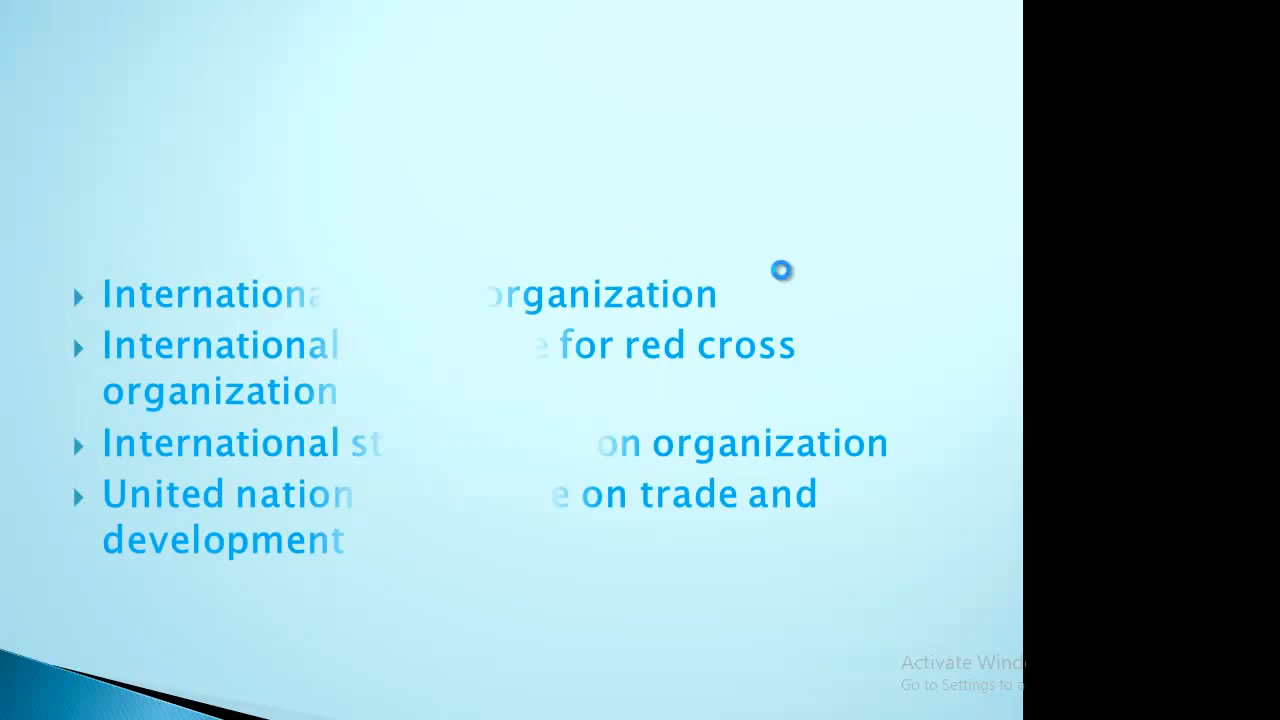 International organization
International for red cross
organization
International on organization
United nation on trade and
development
Activate Wind
Go to Settings to a